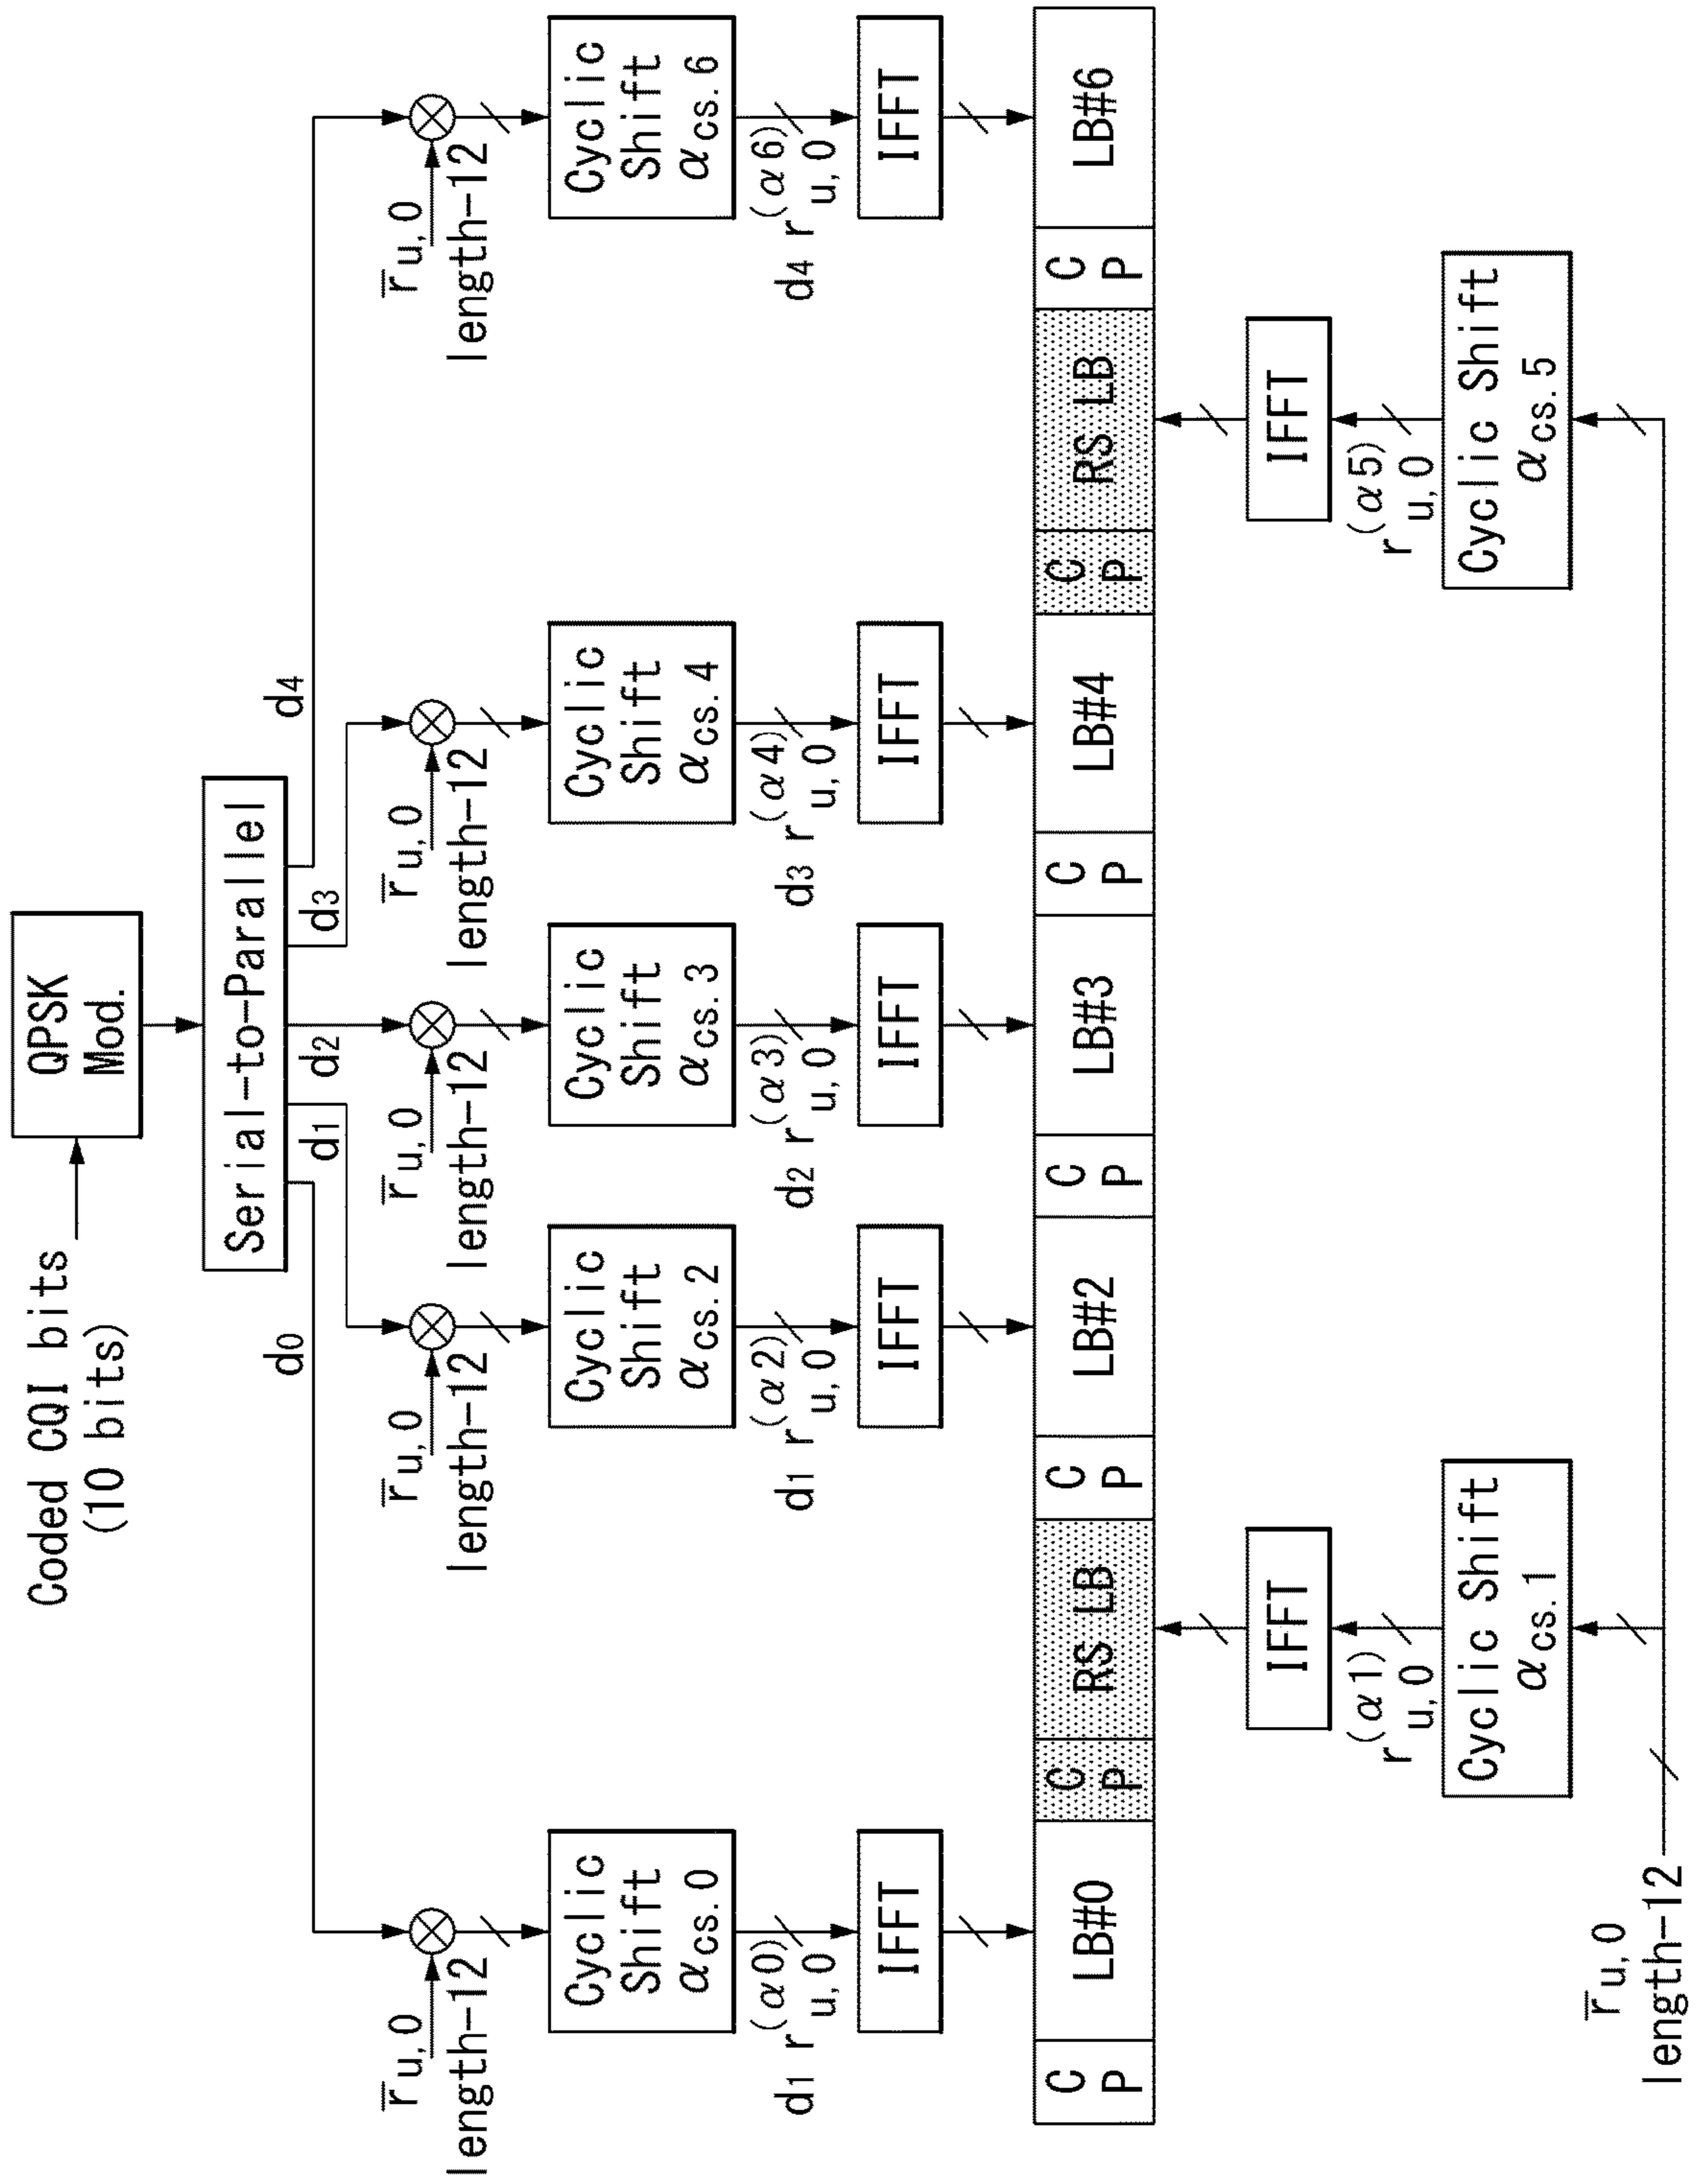 Coded CQI bits
(10 bits)
QPSK
Mod.
Serial-to-Parallel
d0
d1
d2
d3
d4
r̅u,0
length-12
r̅u,0
length-12
r̅u,0
length-12
r̅u,0
length-12
r̅u,0
length-12
Cyclic
Shift
αcs.0
Cyclic
Shift
αcs.2
Cyclic
Shift
αcs.3
Cyclic
Shift
αcs.4
Cyclic
Shift
αcs.6
d1 r(α0)u,0
d1 r(α2)u,0
d2 r(α3)u,0
d3 r(α4)u,0
d4 r(α6)u,0
IFFT
IFFT
IFFT
IFFT
IFFT
CP
LB#0
CP
RS LB
CP
LB#2
CP
LB#3
CP
LB#4
CP
RS LB
CP
LB#6
IFFT
IFFT
r(α1)u,0
r(α5)u,0
Cyclic Shift
αcs.1
Cyclic Shift
αcs.5
r̅u,0
length-12